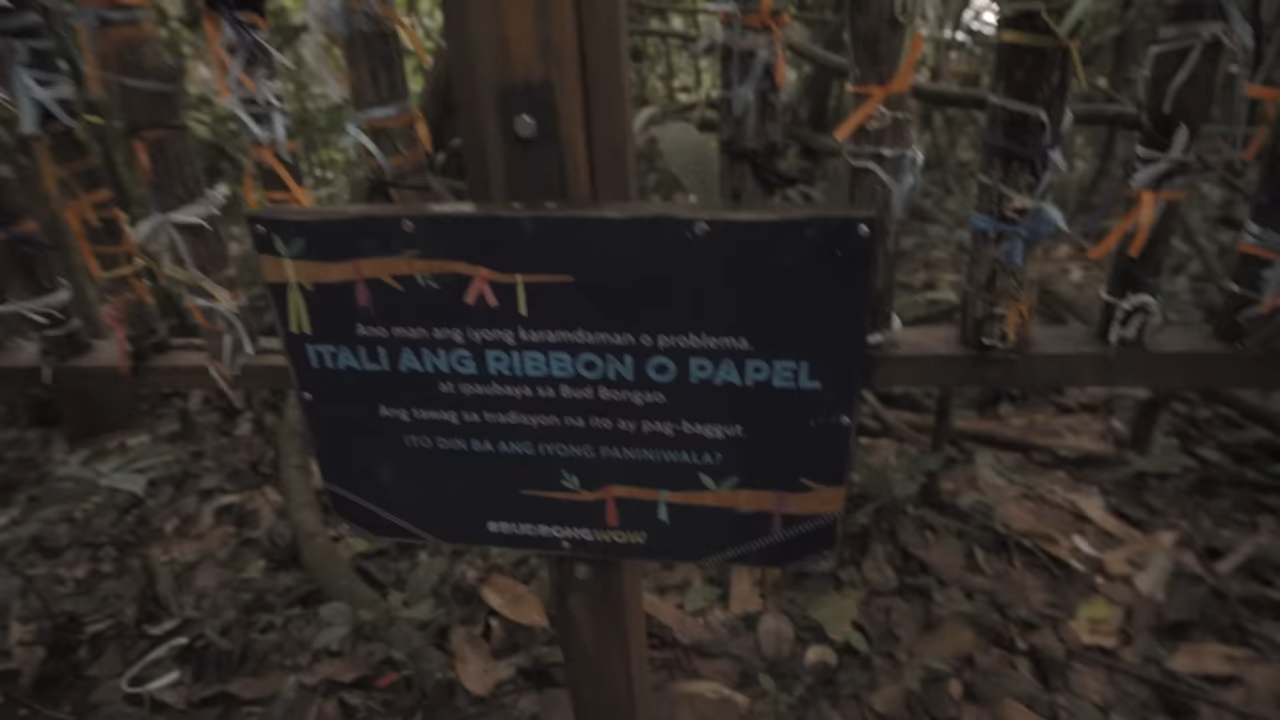 Ano man ang iyong karamdaman o problema,
ITALI ANG RIBBON O PAPEL
at ipaubaya sa Bud Bongao.
Ang tawag sa tradisyon na ito ay pag-baggut.
ITO DIN BA ANG IYONG PANINIWALA?
#BUDBONGWOW